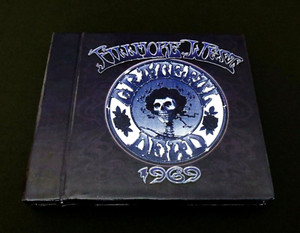 FILLMORE WEST
GRATEFUL
DEAD
1969